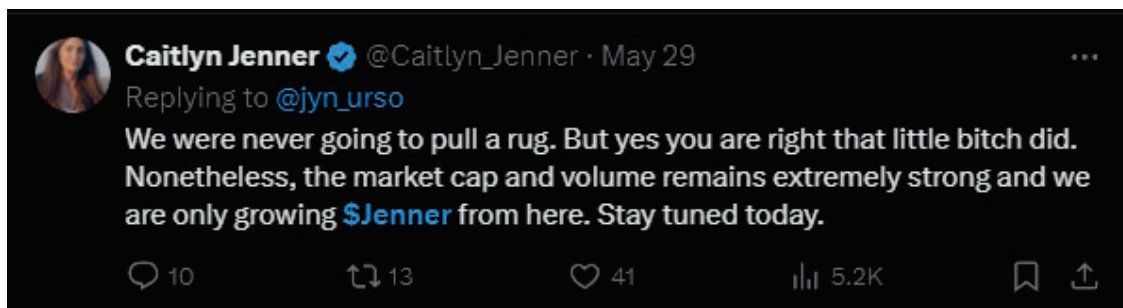 Caitlyn Jenner @Caitlyn_Jenner · May 29
Replying to @jyn_urso
We were never going to pull a rug. But yes you are right that little bitch did.
Nonetheless, the market cap and volume remains extremely strong and we
are only growing $Jenner from here. Stay tuned today.
10 13 41 5.2K